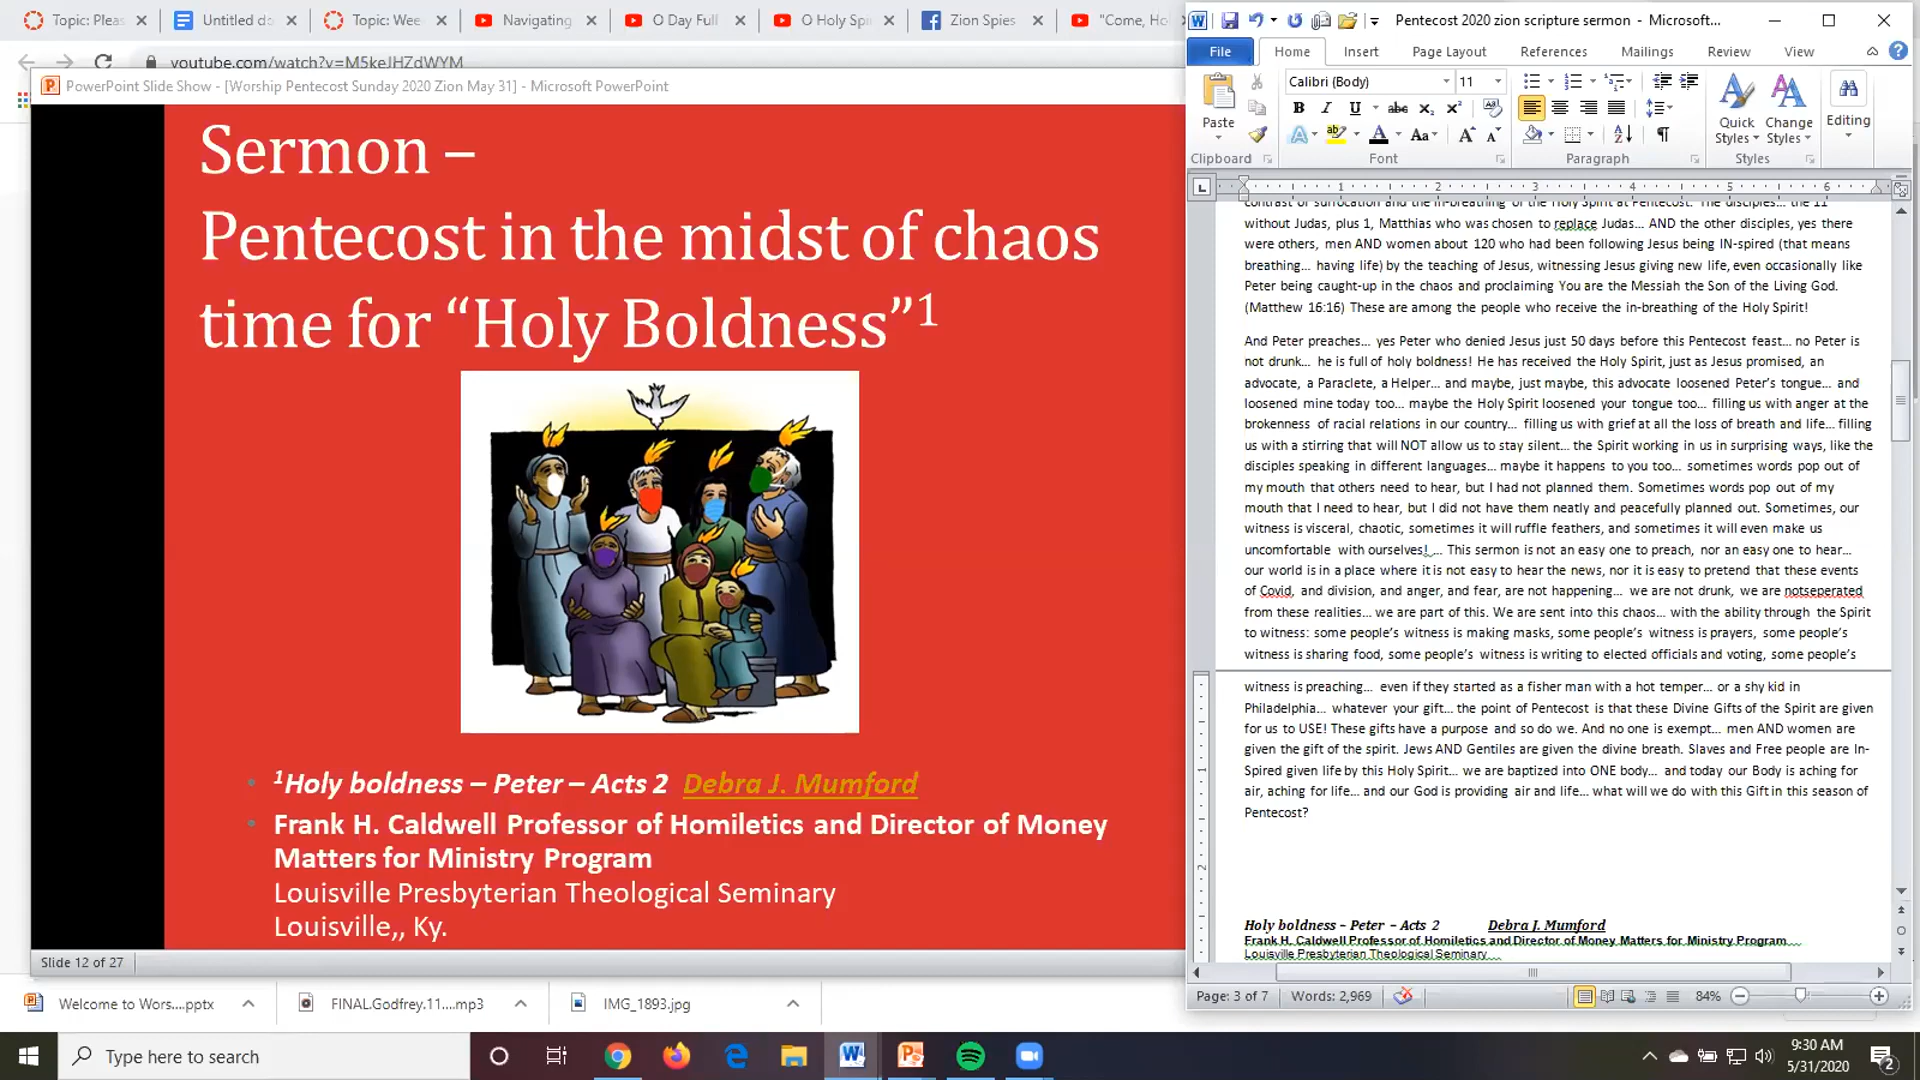 Topic: Pleas
Untitled do
Topic: Wee
Navigating
O Day Full
O Holy Spi
Zion Spies
"Come, Ho
youtube.com/watch?v=M5keJHZdWYM
PowerPoint Slide Show - [Worship Pentecost Sunday 2020 Zion May 31] - Microsoft PowerPoint
Sermon –
Pentecost in the midst of chaos
time for “Holy Boldness”1
1Holy boldness – Peter – Acts 2 Debra J. Mumford
Frank H. Caldwell Professor of Homiletics and Director of Money
Matters for Ministry Program
Louisville Presbyterian Theological Seminary
Louisville,, Ky.
Slide 12 of 27
Pentecost 2020 zion scripture sermon - Microsoft...
File Home Insert Page Layout References Mailings Review View
Calibri (Body) 11
Paste
Quick Styles
Change Styles
Editing
Clipboard Font Paragraph Styles
contrast of suffocation and the in-breathing of the Holy Spirit at Pentecost. The disciples... the 11
without Judas, plus 1, Matthias who was chosen to replace Judas... AND the other disciples, yes there
were others, men AND women about 120 who had been following Jesus being IN-spired (that means
breathing... having life) by the teaching of Jesus, witnessing Jesus giving new life, even occasionally like
Peter being caught-up in the chaos and proclaiming You are the Messiah the Son of the Living God.
(Matthew 16:16) These are among the people who receive the in-breathing of the Holy Spirit!
And Peter preaches... yes Peter who denied Jesus just 50 days before this Pentecost feast... no Peter is
not drunk... he is full of holy boldness! He has received the Holy Spirit, just as Jesus promised, an
advocate, a Paraclete, a Helper... and maybe, just maybe, this advocate loosened Peter’s tongue... and
loosened mine today too... maybe the Holy Spirit loosened your tongue too... filling us with anger at the
brokenness of racial relations in our country... filling us with grief at all the loss of breath and life... filling
us with a stirring that will NOT allow us to stay silent... the Spirit working in us in surprising ways, like the
disciples speaking in different languages... maybe it happens to you too... sometimes words pop out of
my mouth that others need to hear, but I had not planned them. Sometimes words pop out of my
mouth that I need to hear, but I did not have them neatly and peacefully planned out. Sometimes, our
witness is visceral, chaotic, sometimes it will ruffle feathers, and sometimes it will even make us
uncomfortable with ourselves! ... This sermon is not an easy one to preach, nor an easy one to hear...
our world is in a place where it is not easy to hear the news, nor it is easy to pretend that these events
of Covid, and division, and anger, and fear, are not happening... we are not drunk, we are notseperated
from these realities... we are part of this. We are sent into this chaos... with the ability through the Spirit
to witness: some people’s witness is making masks, some people’s witness is prayers, some people’s
witness is sharing food, some people’s witness is writing to elected officials and voting, some people’s
witness is preaching... even if they started as a fisher man with a hot temper... or a shy kid in
Philadelphia... whatever your gift... the point of Pentecost is that these Divine Gifts of the Spirit are given
for us to USE! These gifts have a purpose and so do we. And no one is exempt... men AND women are
given the gift of the spirit. Jews AND Gentiles are given the divine breath. Slaves and Free people are In-
Spired given life by this Holy Spirit... we are baptized into ONE body... and today our Body is aching for
air, aching for life... and our God is providing air and life... what will we do with this Gift in this season of
Pentecost?
Holy boldness – Peter – Acts 2 Debra J. Mumford
Frank H. Caldwell Professor of Homiletics and Director of Money Matters for Ministry Program
Louisville Presbyterian Theological Seminary
Page: 3 of 7 Words: 2,969 84%
Welcome to Wors....pptx
FINAL.Godfrey.11....mp3
IMG_1893.jpg
Type here to search
9:30 AM
5/31/2020
2